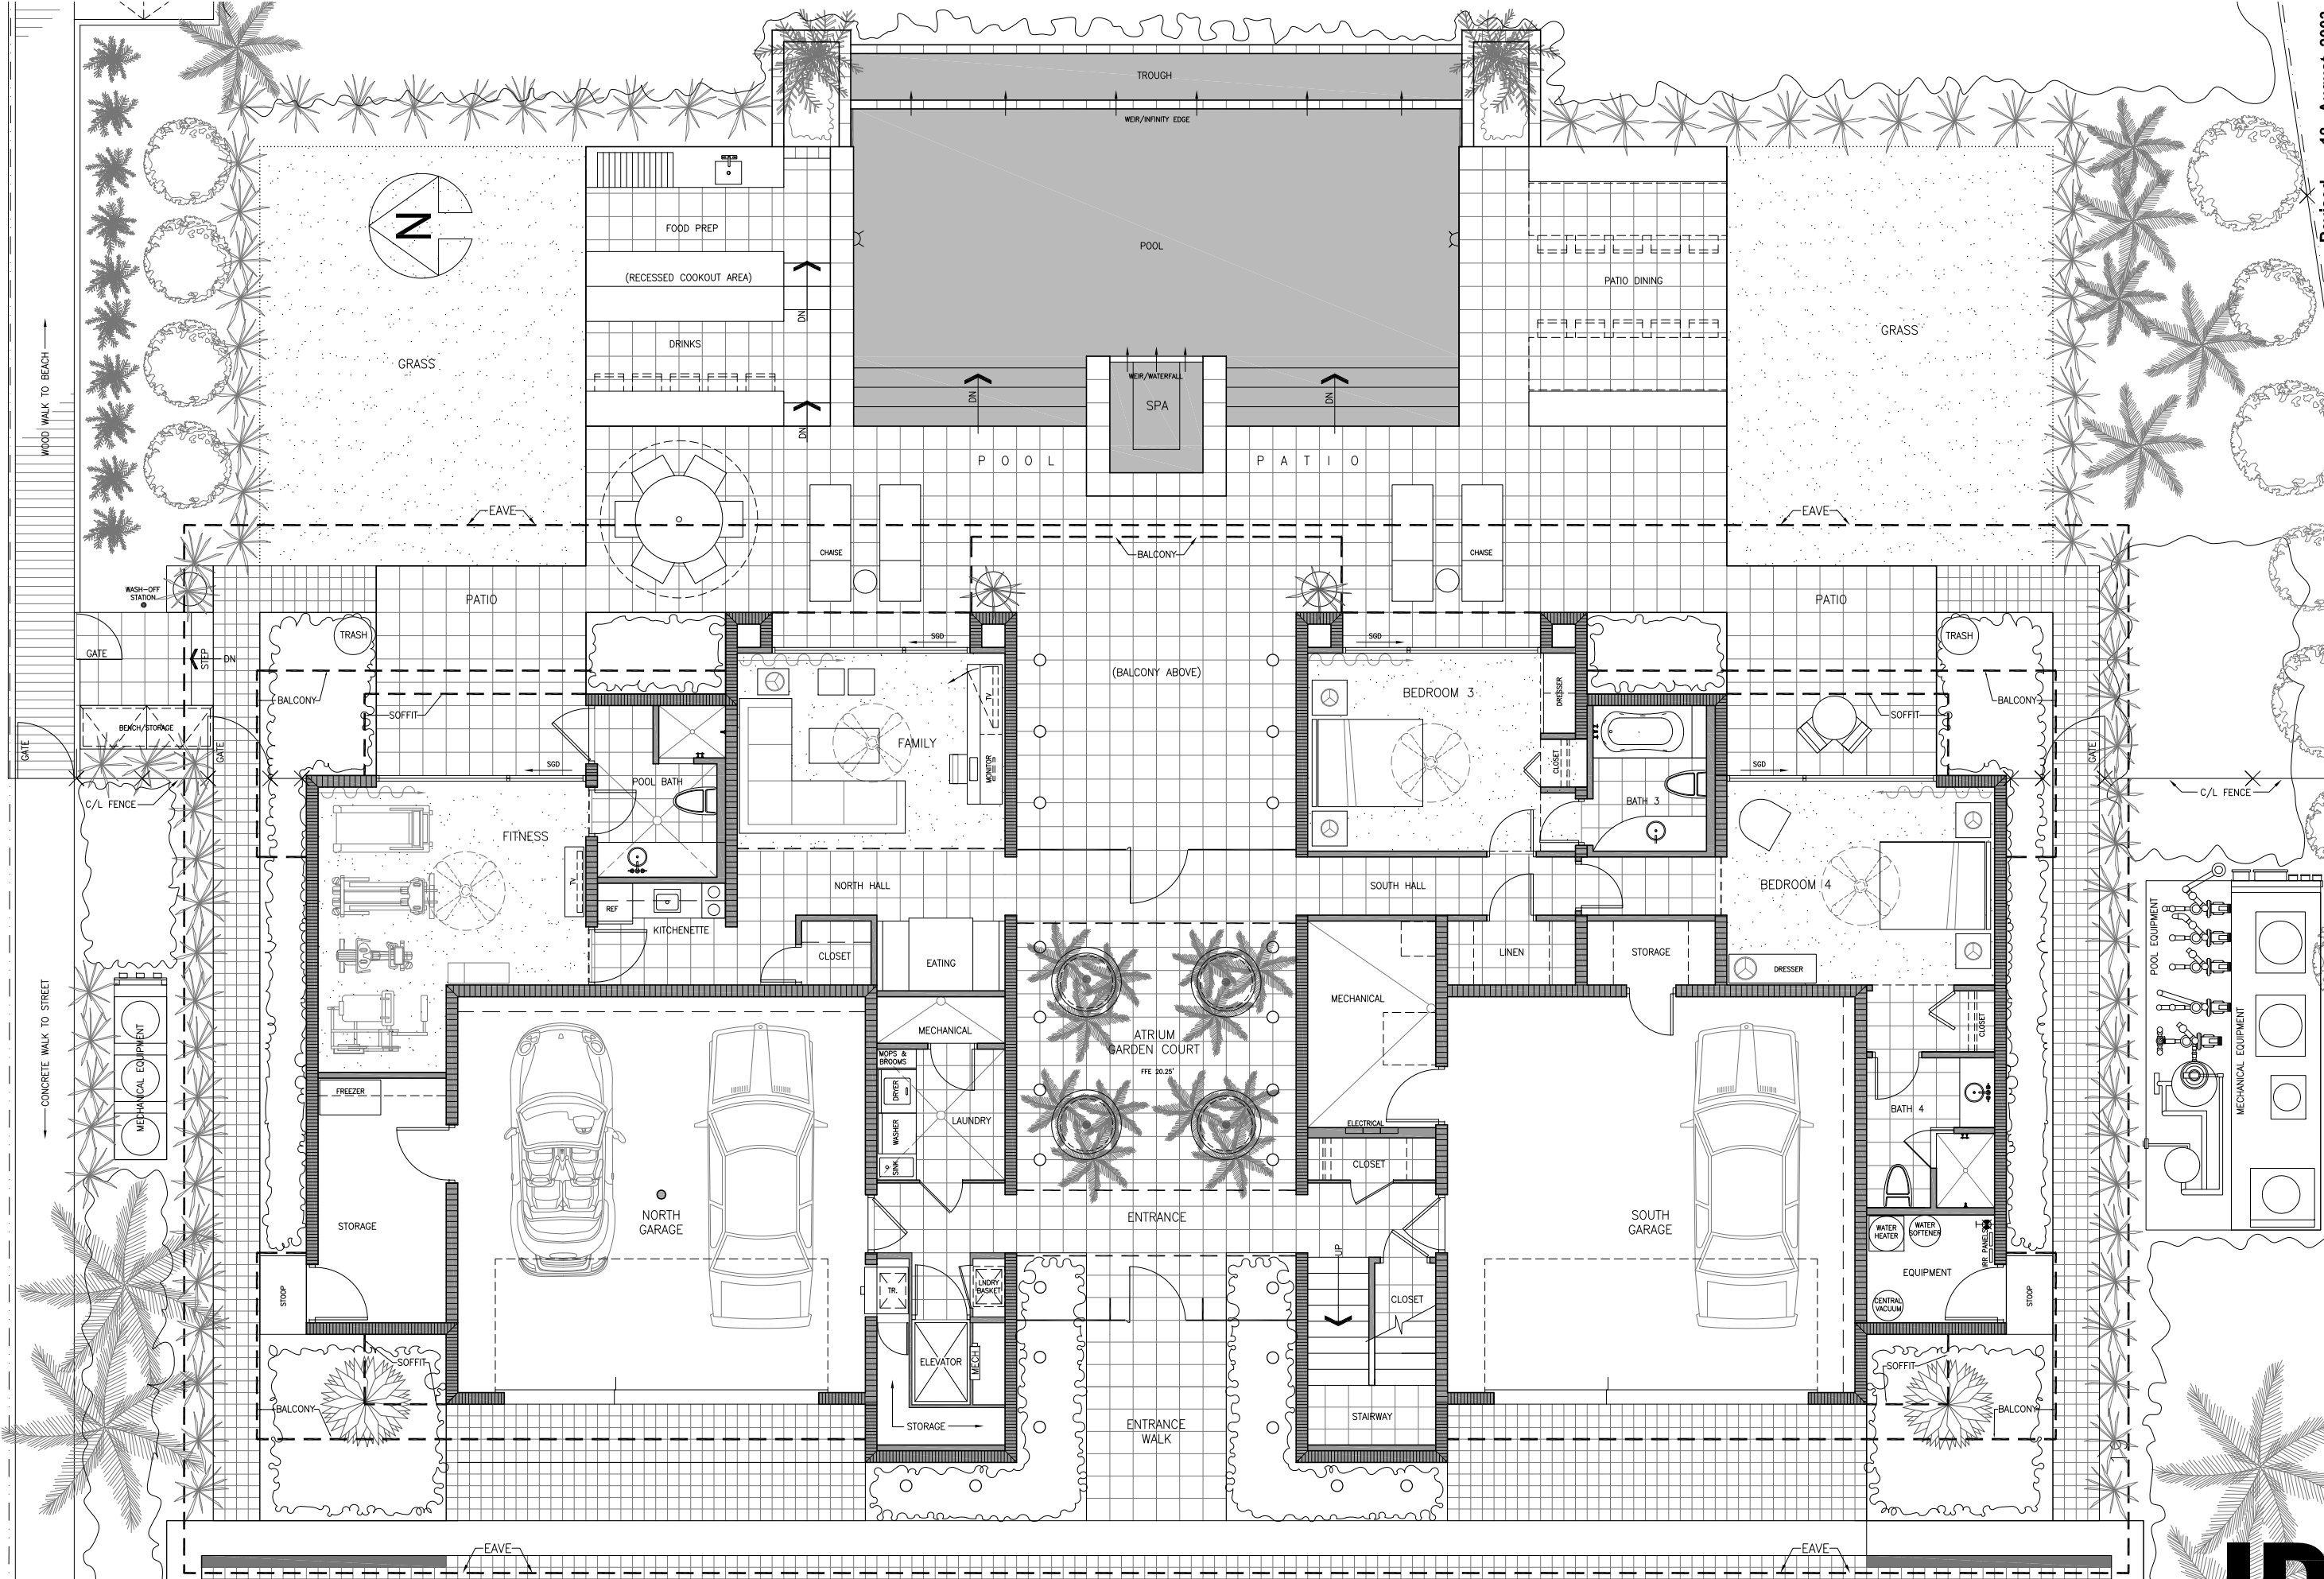 TROUGH
WEIR/INFINITY EDGE
N
FOOD PREP
POOL
(RECESSED COOKOUT AREA)
PATIO DINING
DN
DRINKS
GRASS
GRASS
WOOD WALK TO BEACH
WEIR/WATERFALL
SPA
DN
DN
DN
POOL PATIO
EAVE
EAVE
CHAISE
BALCONY
CHAISE
WASH-OFF
STATION
PATIO
PATIO
TRASH
TRASH
GATE
STEP
DN
SGD
SGD
(BALCONY ABOVE)
BALCONY
SOFFIT
BEDROOM 3
DRESSER
SOFFIT
BALCONY
TV
BENCH/STORAGE
GATE
GATE
FAMILY
MONITOR
CLOSET
GATE
SGD
POOL BATH
SGD
C/L FENCE
C/L FENCE
BATH 3
FITNESS
TV
NORTH HALL
SOUTH HALL
BEDROOM 4
REF
KITCHENETTE
CLOSET
EATING
LINEN
STORAGE
DRESSER
POOL EQUIPMENT
MECHANICAL
MECHANICAL
ATRIUM
GARDEN COURT
FFE 20.25'
CLOSET
MECHANICAL EQUIPMENT
MECHANICAL EQUIPMENT
CONCRETE WALK TO STREET
MOPS &
BROOMS
DRYER
FREEZER
WASHER
LAUNDRY
SINK
ELECTRICAL
CLOSET
BATH 4
STORAGE
NORTH
GARAGE
ENTRANCE
SOUTH
GARAGE
WATER
HEATER
WATER
SOFTENER
IRR PANELS
UP
EQUIPMENT
STOOP
TR.
LNDRY
BASKET
CLOSET
CENTRAL
VACUUM
STOOP
SOFFIT
ELEVATOR
MECH
SOFFIT
BALCONY
STORAGE
ENTRANCE
WALK
STAIRWAY
BALCONY
EAVE
EAVE